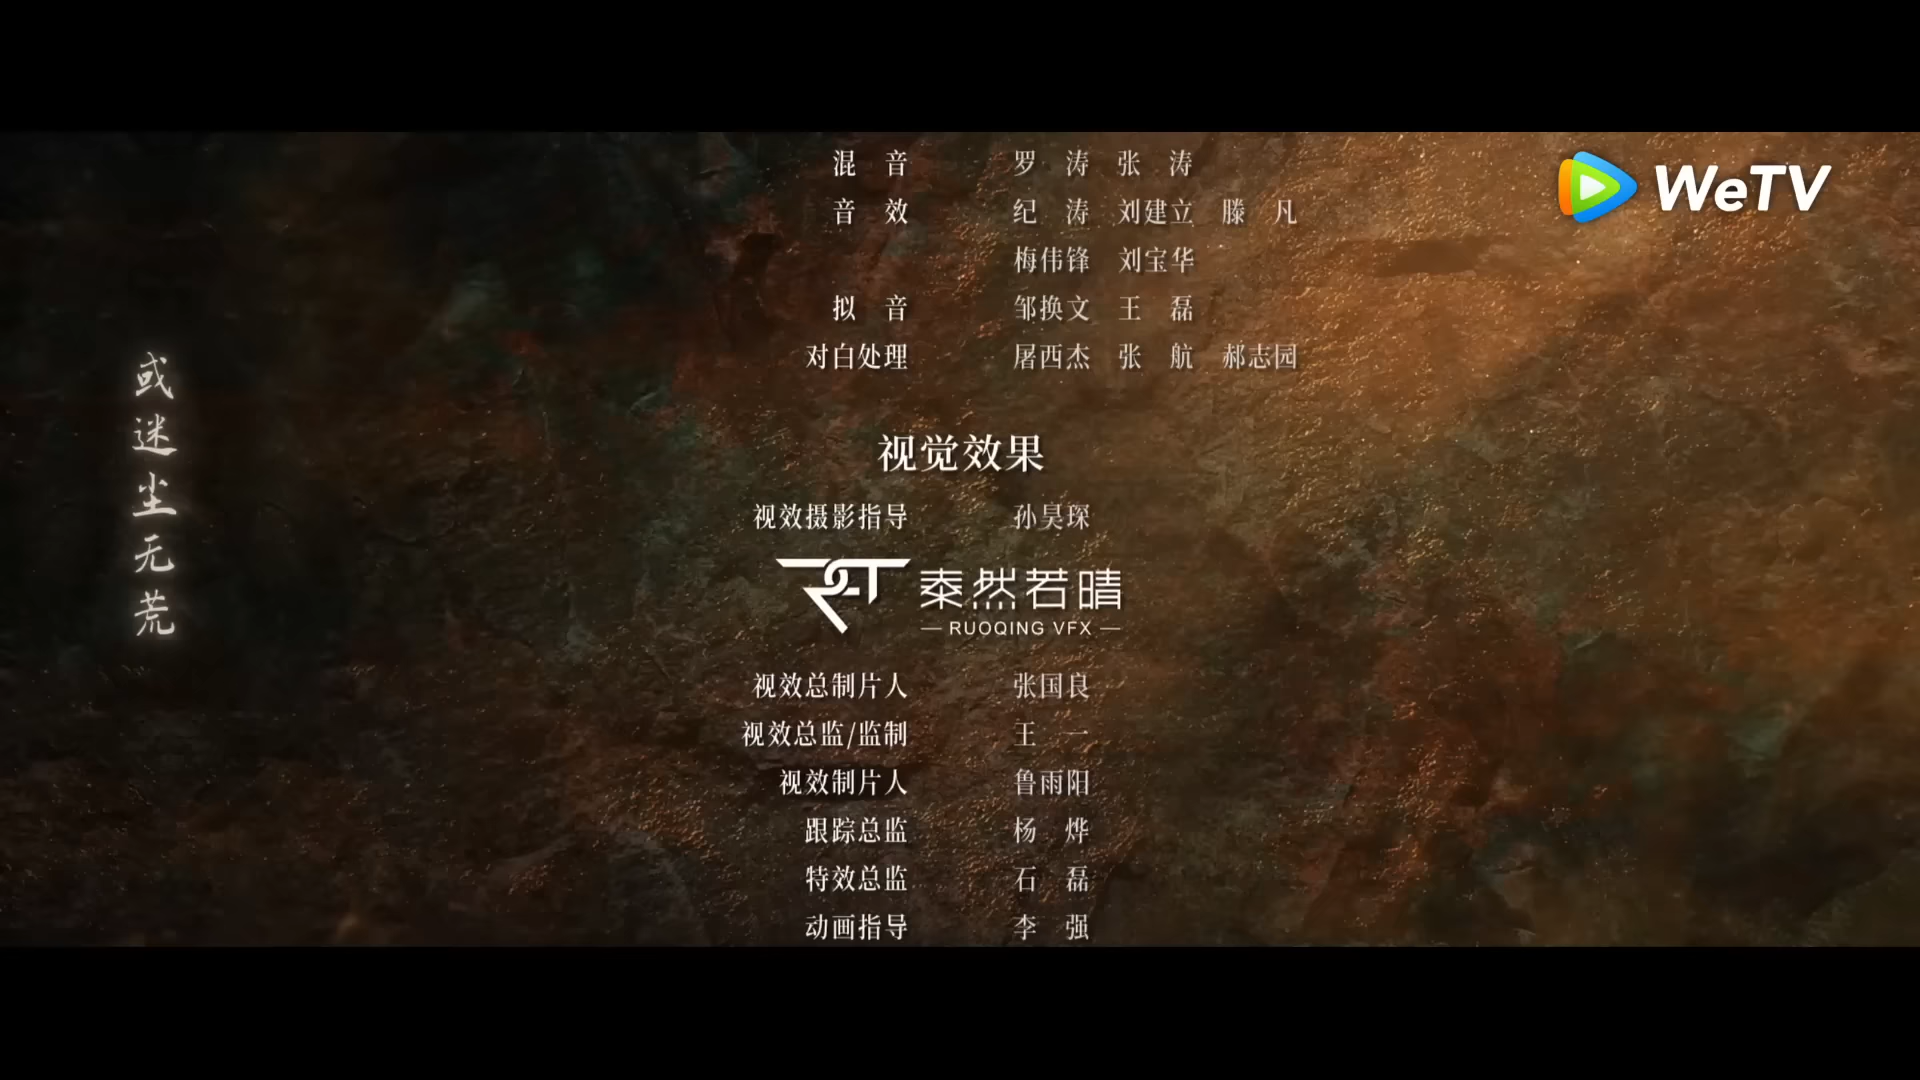 WeTV
混 音 罗 涛 张 涛
音 效 纪 涛 刘建立 滕 凡
梅伟锋 刘宝华
拟 音 邹换文 王 磊
对白处理 屠西杰 张 航 郝志园
视觉效果
视效摄影指导 孙昊琛
秦然若晴
— RUOQING VFX —
视效总制片人 张国良
视效总监/监制 王 一
视效制片人 鲁雨阳
跟踪总监 杨 烨
特效总监 石 磊
动画指导 李 强
或迷尘无荒